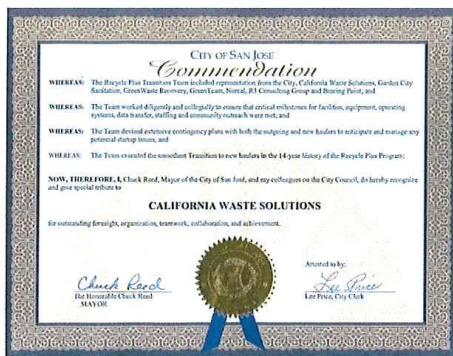 CITY OF SAN JOSE
Commendation
WHEREAS: The Recycle Plus Transition Team included representation from the City, California Waste Solutions, Garden City
Sanitation, GreenWaste Recovery, GreenTeam, Norcal, R3 Consulting Group and Bearing Point, and
WHEREAS: The Team worked diligently and collegially to ensure that critical milestones for facilities, equipment, operating
systems, data transfer, staffing and community outreach were met; and
WHEREAS: The Team devised extensive contingency plans with both the outgoing and new haulers to anticipate and manage any
potential startup issues, and
WHEREAS: The Team executed the smoothest Transition to new haulers in the 14-year history of the Recycle Plus Program;
NOW, THEREFORE, I, Chuck Reed, Mayor of the City of San José, and my colleagues on the City Council, do hereby recognize
and give special tribute to
CALIFORNIA WASTE SOLUTIONS
for outstanding foresight, organization, teamwork, collaboration, and achievement.
Attested to by:
Chuck Reed
Lee Price
The Honorable Chuck Reed
Lee Price, City Clerk
MAYOR